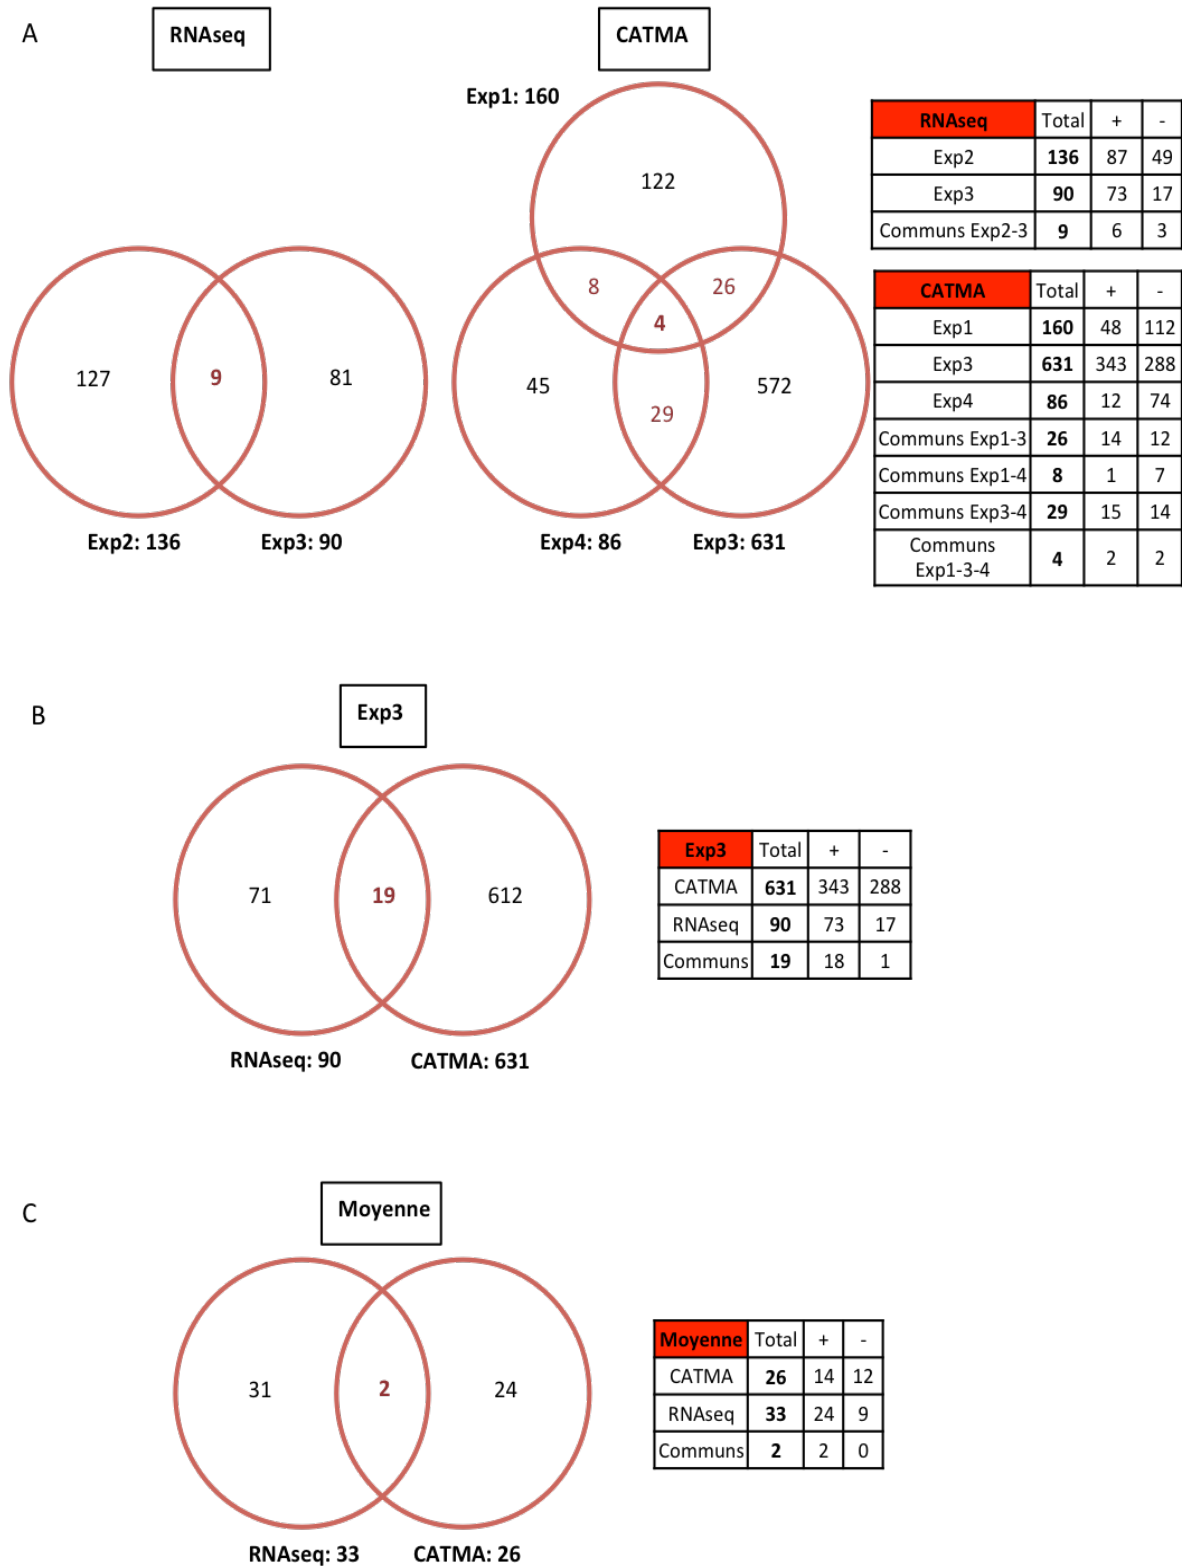 A
RNAseq
CATMA
Exp1: 160
122
8
26
4
127
9
81
45
572
29
Exp2: 136
Exp3: 90
Exp4: 86
Exp3: 631
RNAseq Total + -
Exp2 136 87 49
Exp3 90 73 17
Communs Exp2-3 9 6 3
CATMA Total + -
Exp1 160 48 112
Exp3 631 343 288
Exp4 86 12 74
Communs Exp1-3 26 14 12
Communs Exp1-4 8 1 7
Communs Exp3-4 29 15 14
Communs
Exp1-3-4 4 2 2
B
Exp3
71
19
612
RNAseq: 90
CATMA: 631
Exp3 Total + -
CATMA 631 343 288
RNAseq 90 73 17
Communs 19 18 1
C
Moyenne
31
2
24
RNAseq: 33
CATMA: 26
Moyenne Total + -
CATMA 26 14 12
RNAseq 33 24 9
Communs 2 2 0